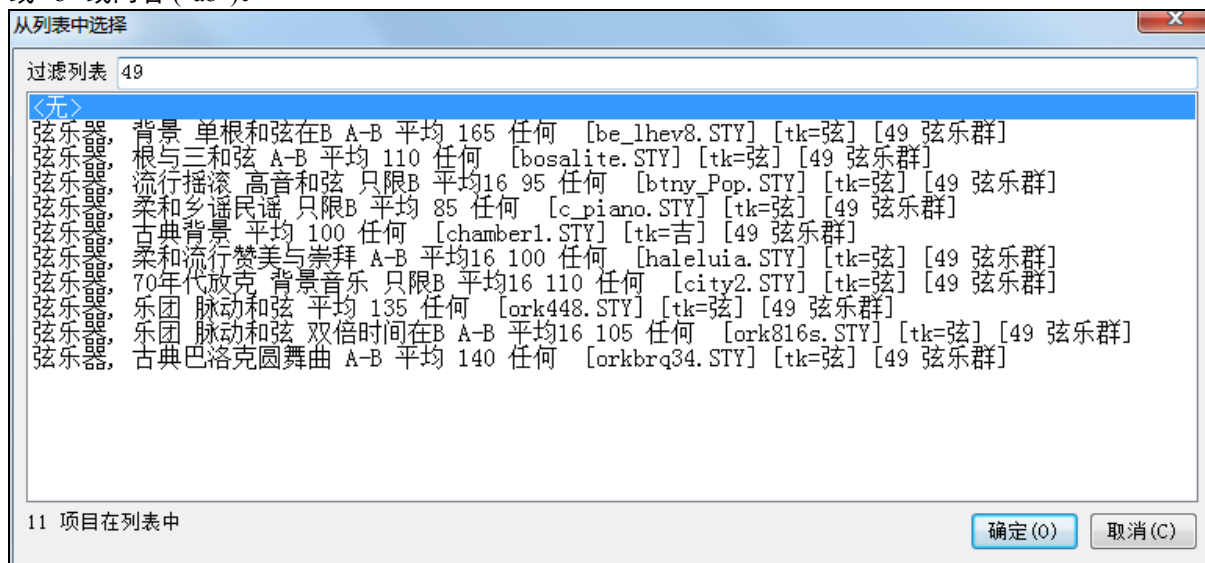 从列表中选择
过滤列表 49
<无>
弦乐器, 背景 单根和弦在B A-B 平均 165 任何 [be_lhev8.STY] [tk=弦] [49 弦乐群]
弦乐器, 根与三和弦 A-B 平均 110 任何 [bosalite.STY] [tk=弦] [49 弦乐群]
弦乐器, 流行摇滚 高音和弦 只限B 平均16 95 任何 [btny_Pop.STY] [tk=弦] [49 弦乐群]
弦乐器, 柔和乡谣民谣 只限B 平均 85 任何 [c_piano.STY] [tk=弦] [49 弦乐群]
弦乐器, 古典背景 平均 100 任何 [chamber1.STY] [tk=吉] [49 弦乐群]
弦乐器, 柔和流行赞美与崇拜 A-B 平均16 100 任何 [haleluia.STY] [tk=弦] [49 弦乐群]
弦乐器, 70年代放克 背景音乐 只限B 平均16 110 任何 [city2.STY] [tk=弦] [49 弦乐群]
弦乐器, 乐团 脉动和弦 平均 135 任何 [ork448.STY] [tk=弦] [49 弦乐群]
弦乐器, 乐团 脉动和弦 双倍时间在B A-B 平均16 105 任何 [ork816s.STY] [tk=弦] [49 弦乐群]
弦乐器, 古典巴洛克圆舞曲 A-B 平均 140 任何 [orkbrq34.STY] [tk=弦] [49 弦乐群]
11 项目在列表中
确定(O) 取消(C)